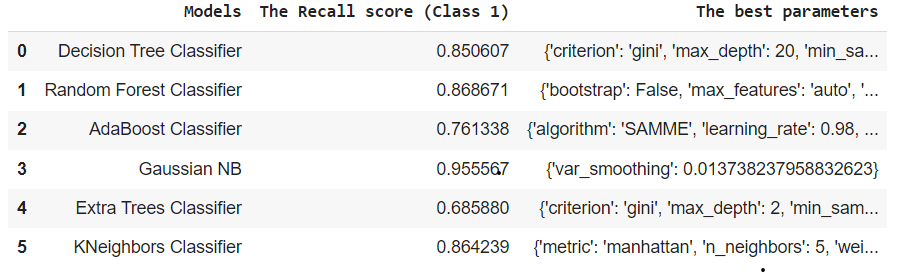 Models The Recall score (Class 1) The best parameters
0 Decision Tree Classifier 0.850607 {'criterion': 'gini', 'max_depth': 20, 'min_sa...
1 Random Forest Classifier 0.868671 {'bootstrap': False, 'max_features': 'auto', '...
2 AdaBoost Classifier 0.761338 {'algorithm': 'SAMME', 'learning_rate': 0.98, ...
3 Gaussian NB 0.955567 {'var_smoothing': 0.013738237958832623}
4 Extra Trees Classifier 0.685880 {'criterion': 'gini', 'max_depth': 2, 'min_sam...
5 KNeighbors Classifier 0.864239 {'metric': 'manhattan', 'n_neighbors': 5, 'wei...